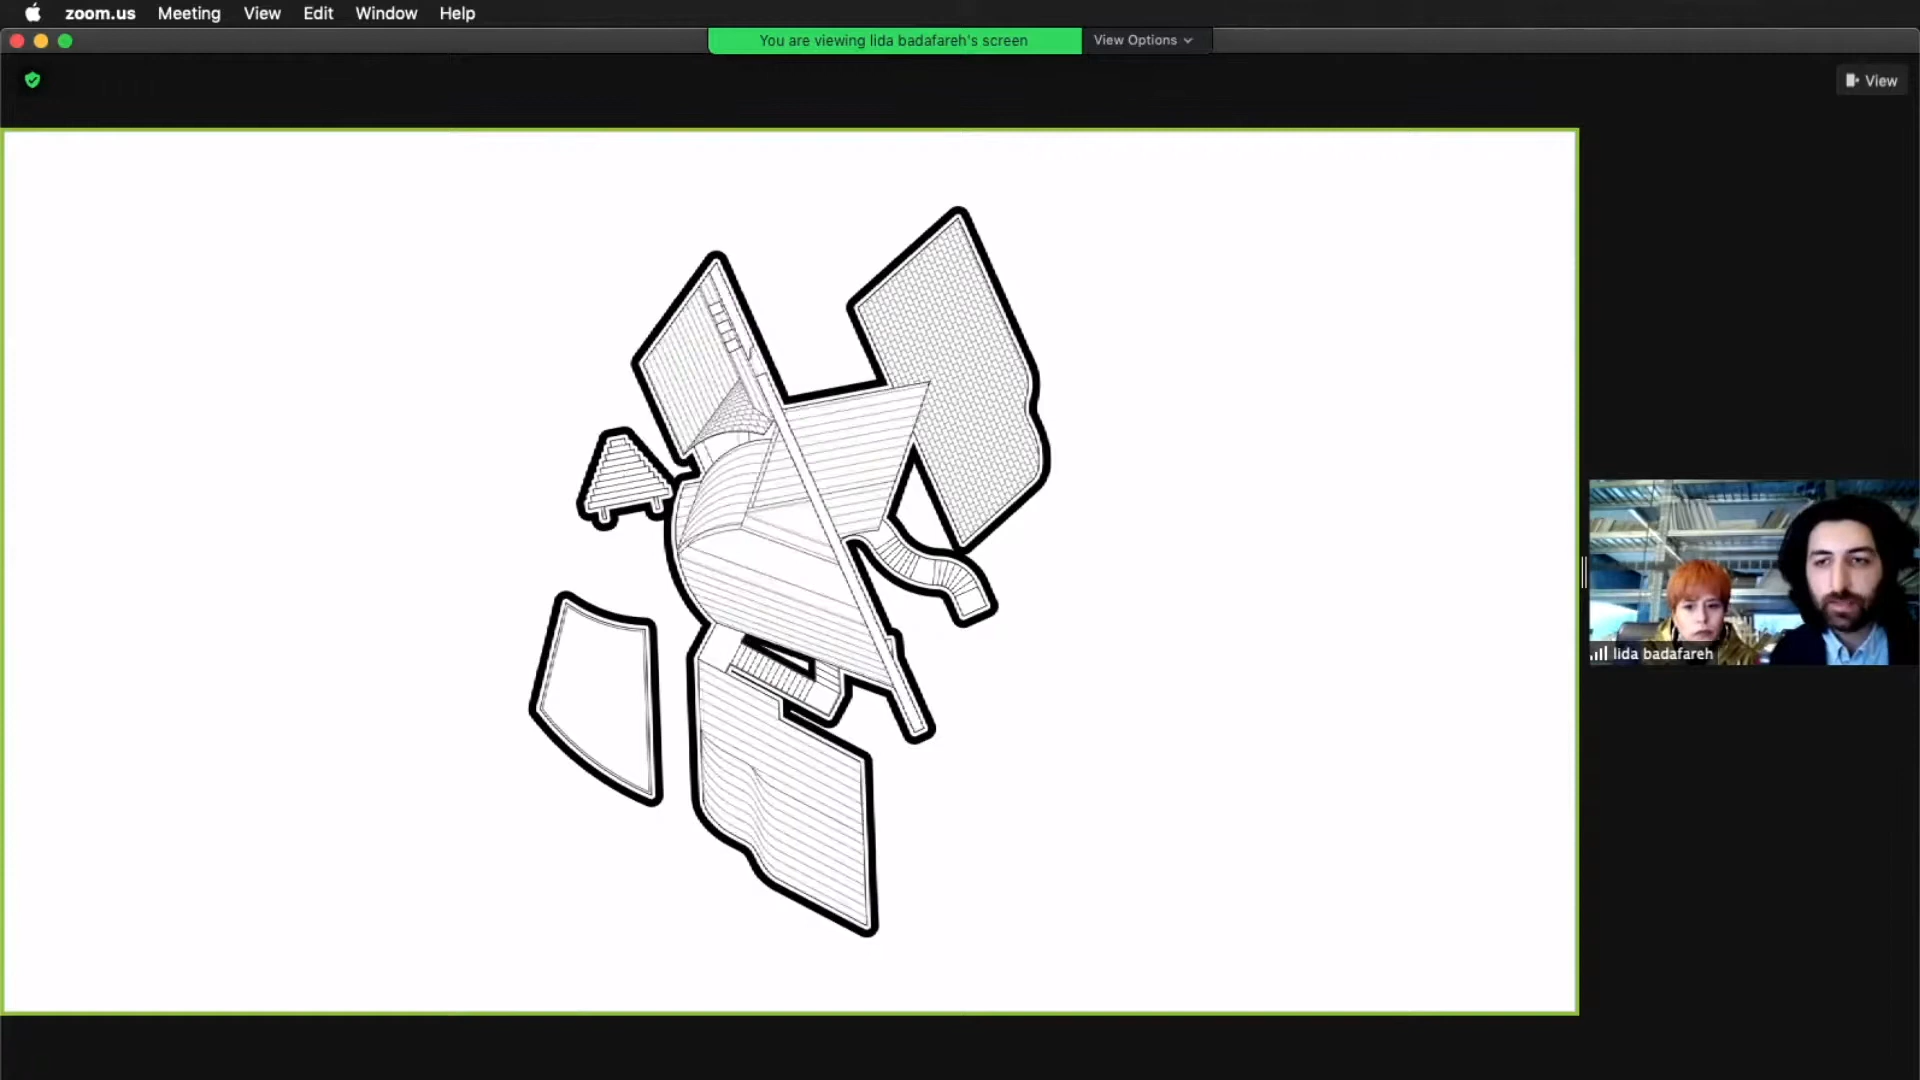 zoom.us Meeting View Edit Window Help
You are viewing lida badafareh's screen View Options
View
lida badafareh